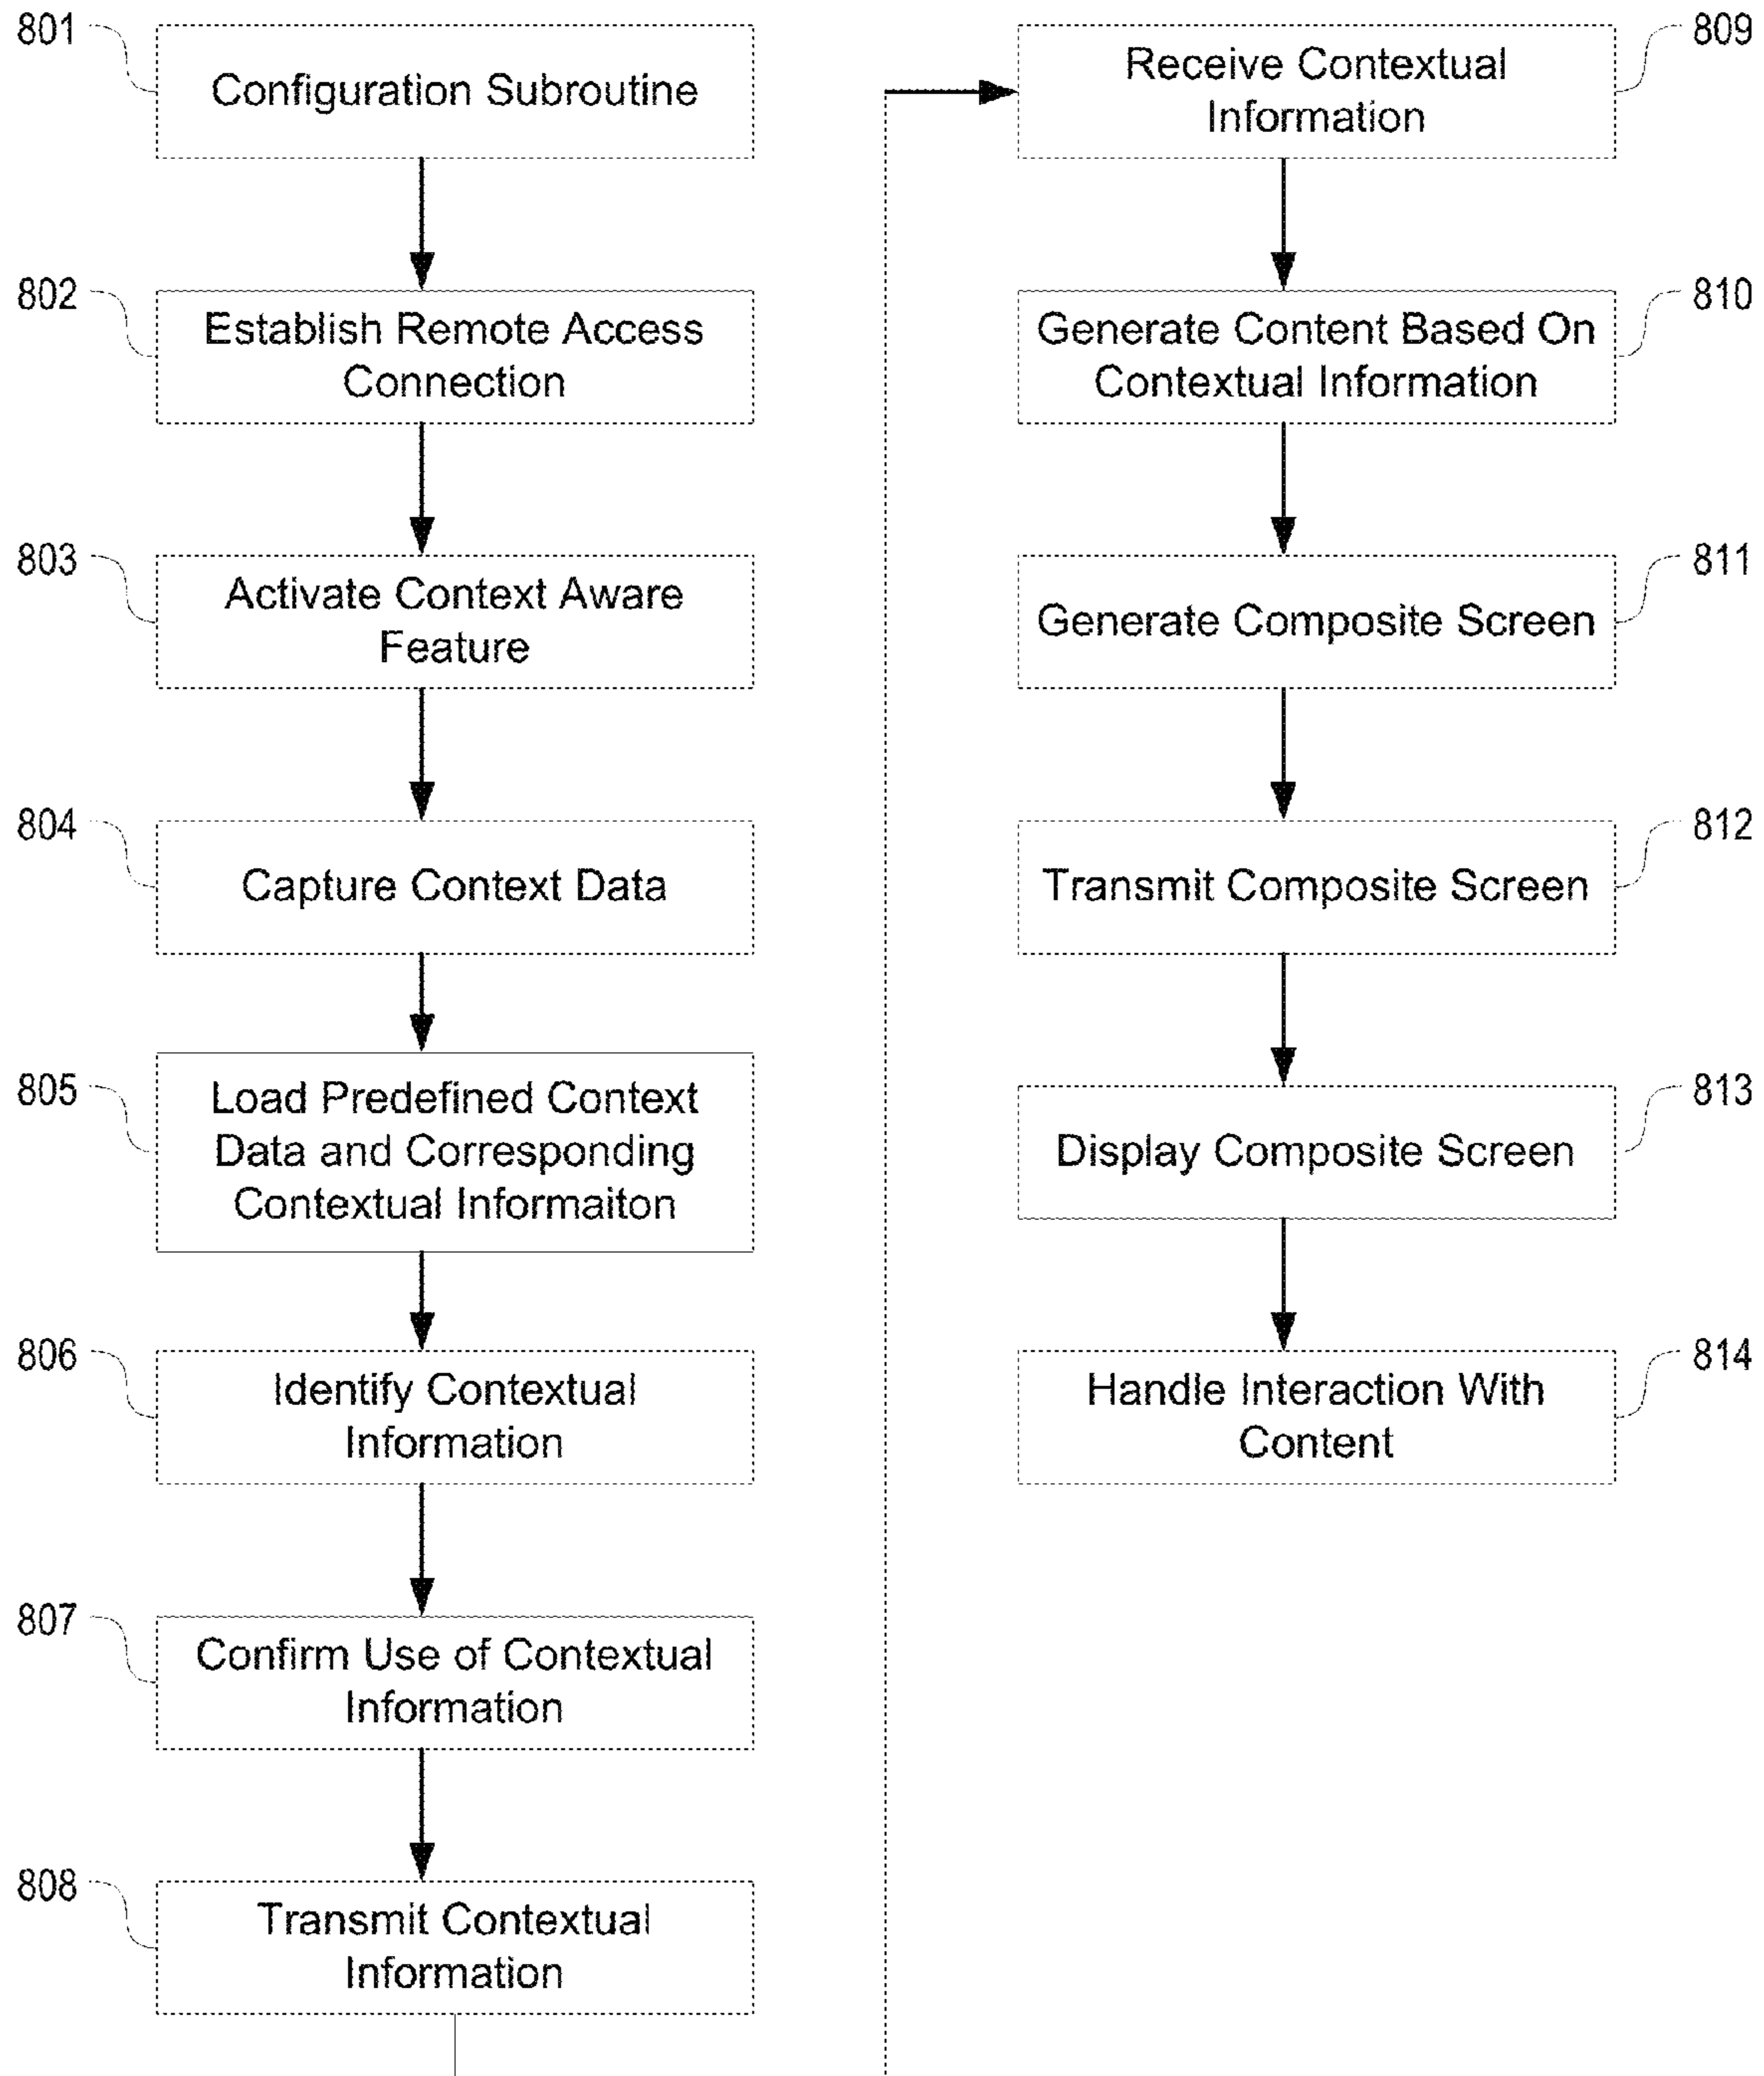 801
Configuration Subroutine
802
Establish Remote Access
Connection
803
Activate Context Aware
Feature
804
Capture Context Data
805
Load Predefined Context
Data and Corresponding
Contextual Informaiton
806
Identify Contextual
Information
807
Confirm Use of Contextual
Information
808
Transmit Contextual
Information
809
Receive Contextual
Information
810
Generate Content Based On
Contextual Information
811
Generate Composite Screen
812
Transmit Composite Screen
813
Display Composite Screen
814
Handle Interaction With
Content